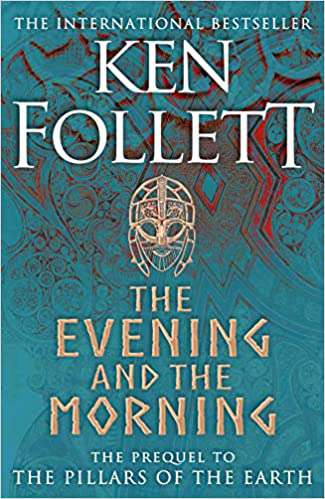 THE INTERNATIONAL BESTSELLER
KEN
FOLLETT
THE
EVENING
AND THE
MORNING
THE PREQUEL TO
THE PILLARS OF THE EARTH